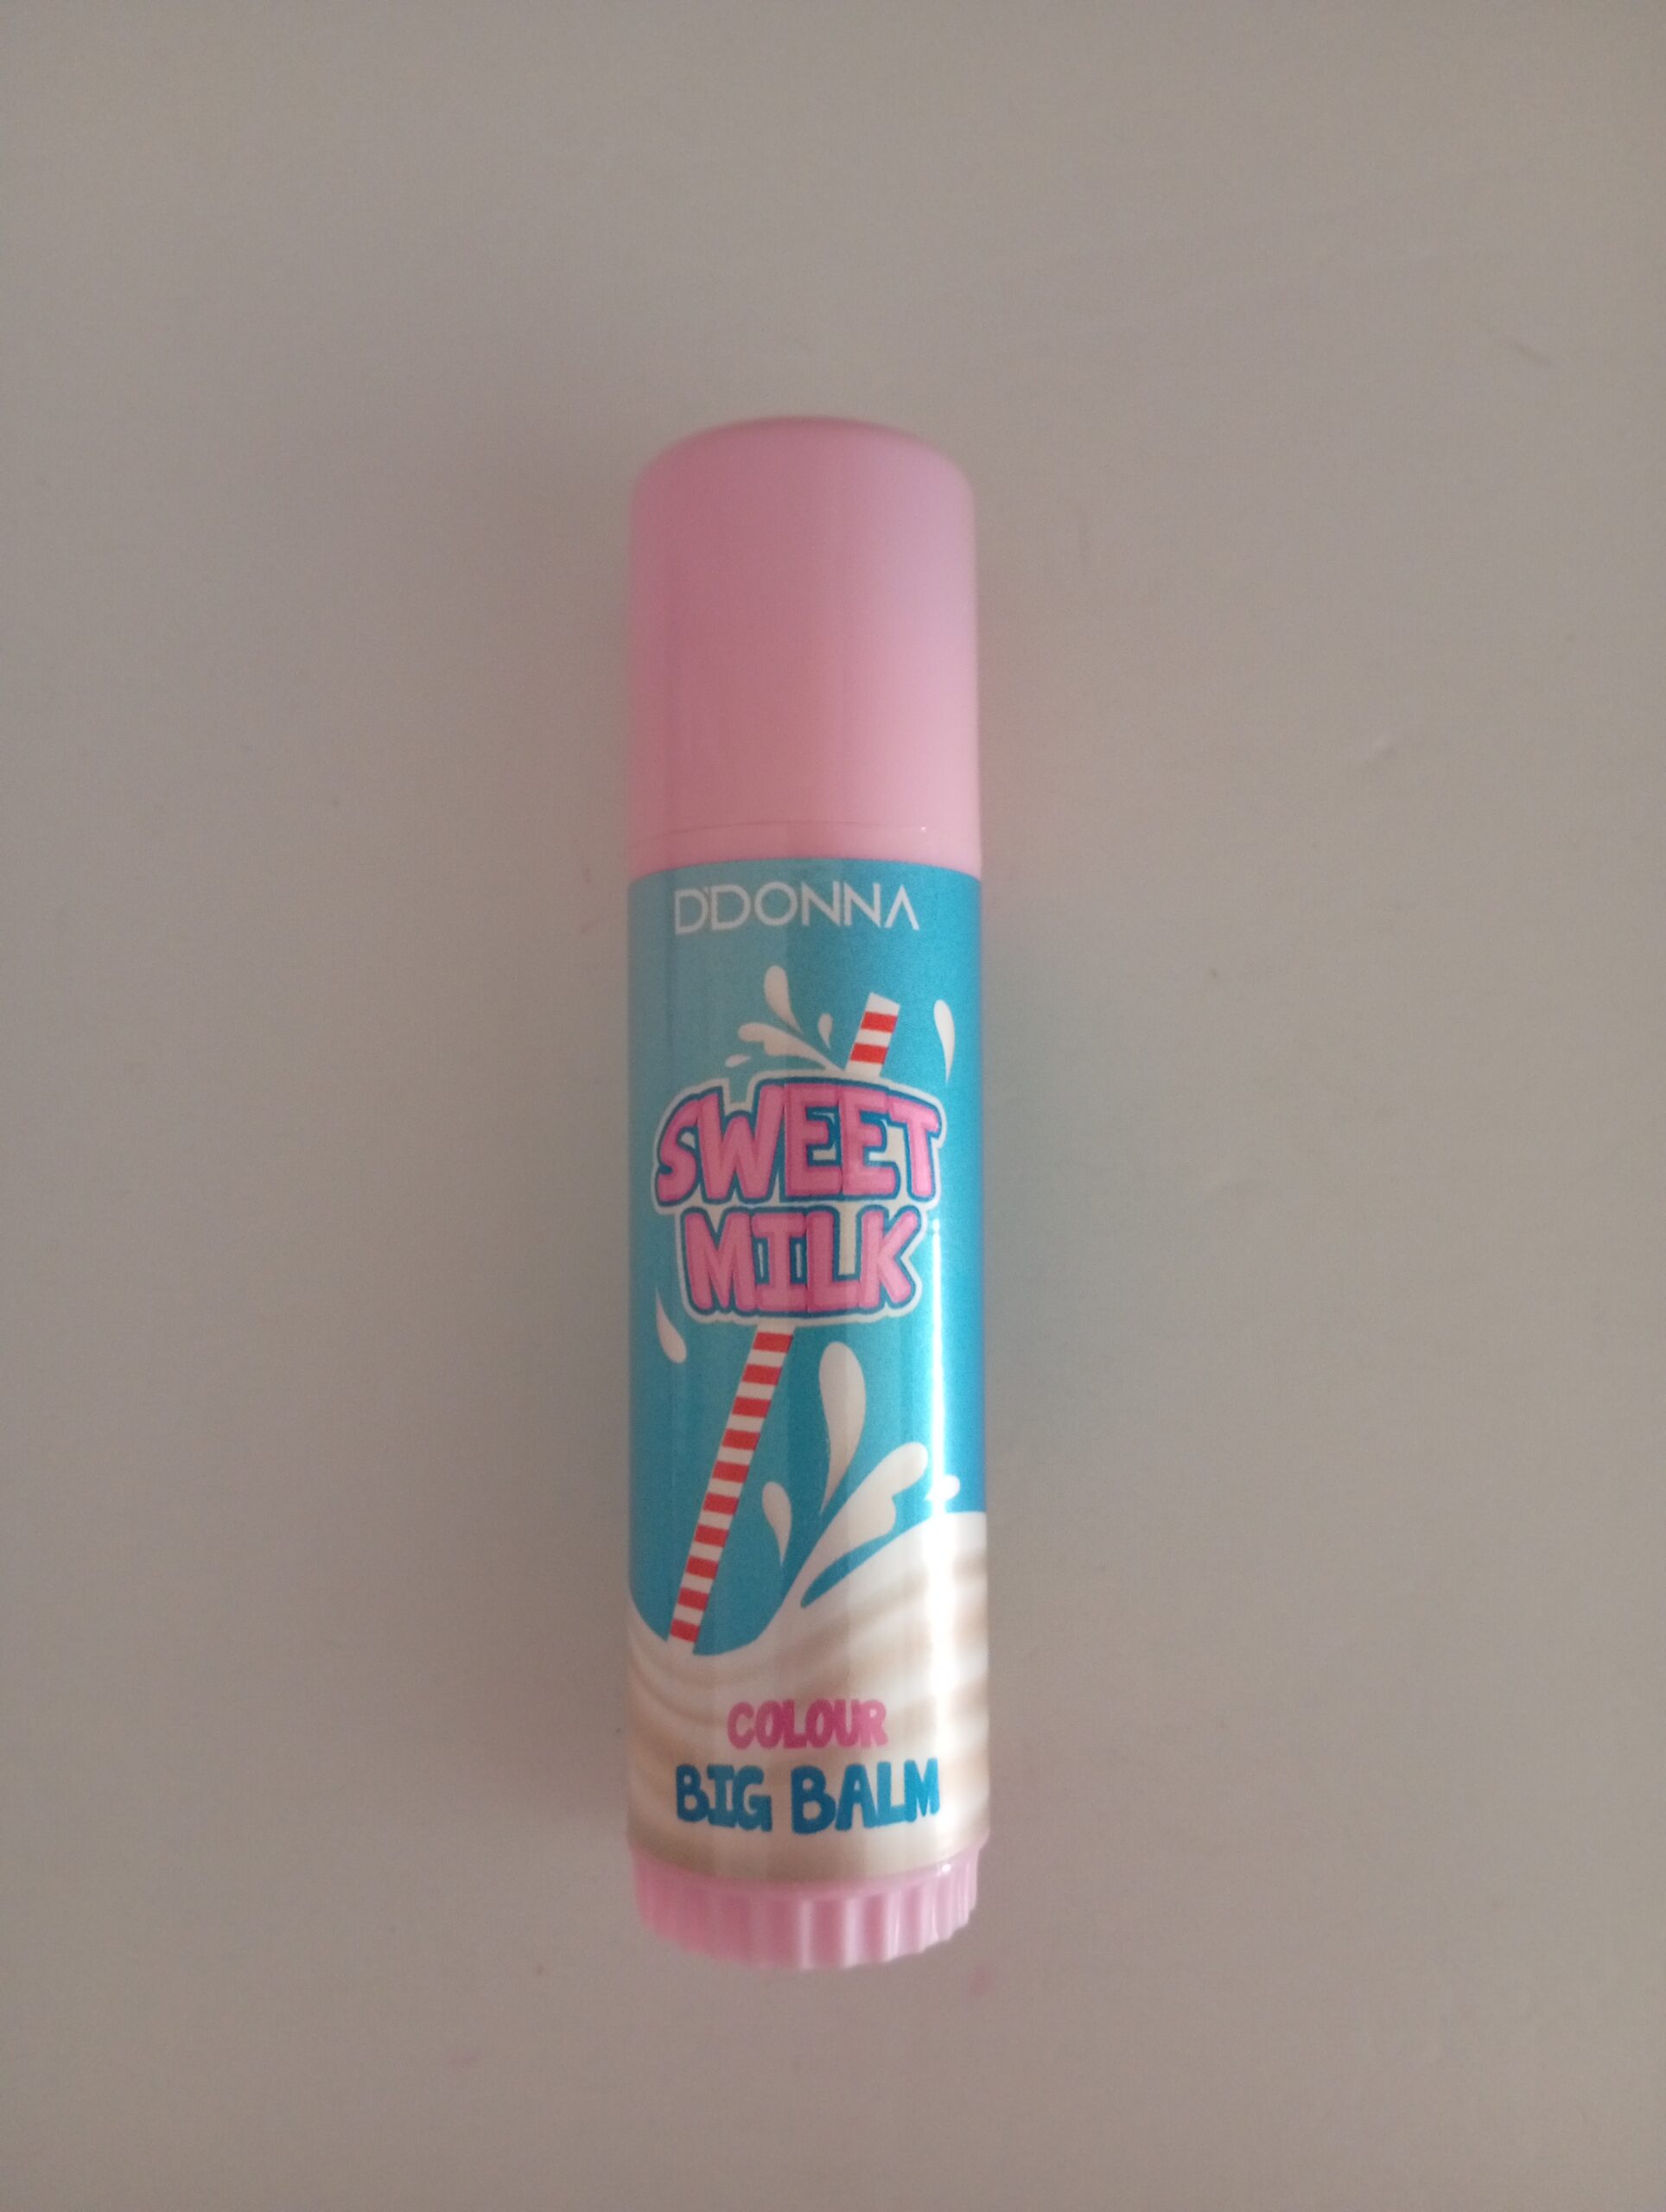 D'DONNA
SWEET
MILK
COLOUR
BIG BALM